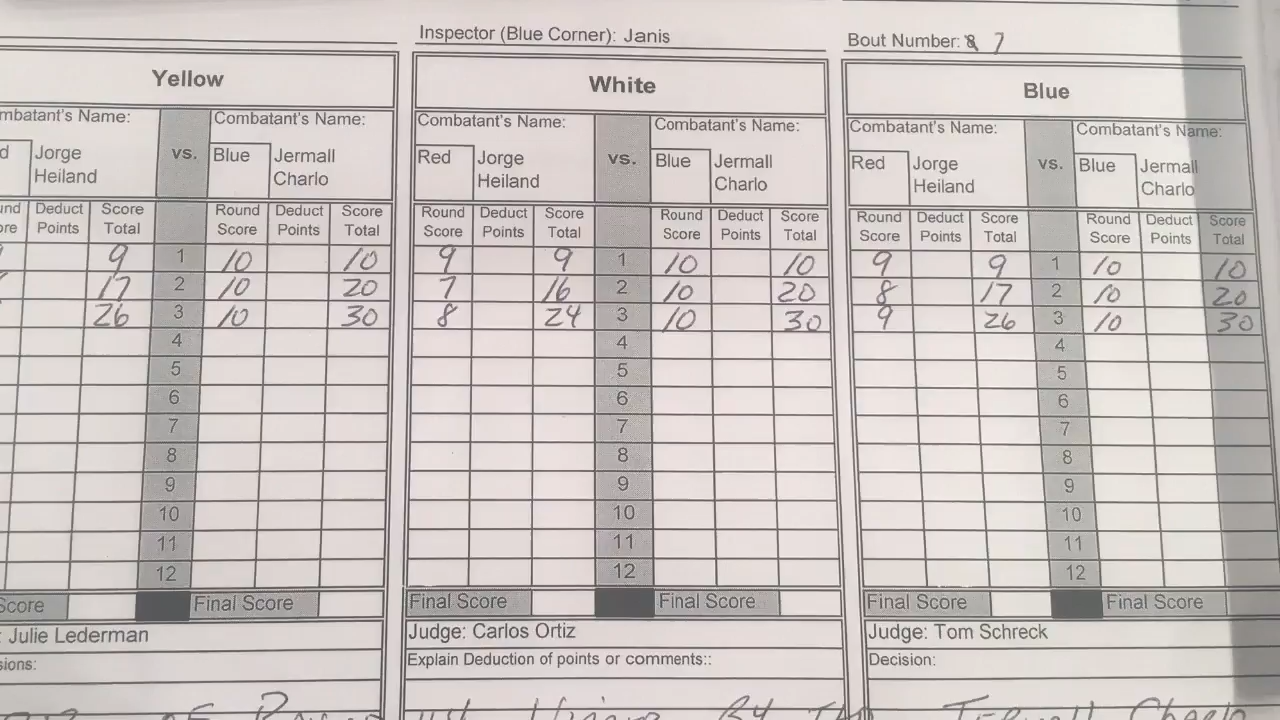 Inspector (Blue Corner): Janis
Bout Number: 8 7
Yellow White Blue
mbatant's Name: Combatant's Name: Combatant's Name: Combatant's Name: Combatant's Name: Combatant's Name:
d Jorge Heiland vs. Blue Jermall Charlo Red Jorge Heiland vs. Blue Jermall Charlo Red Jorge Heiland vs. Blue Jermall Charlo
und Deduct Score Round Deduct Score Round Deduct Score Round Deduct Score Round Deduct Score Round Deduct Score
ore Points Total Score Points Total Score Points Total Score Points Total Score Points Total Score Points Total
9 1 10 10 9 9 1 10 10 9 9 1 10 10
17 2 10 20 7 16 2 10 20 8 17 2 10 20
26 3 10 30 8 24 3 10 30 9 26 3 10 30
4 4 4
5 5 5
6 6 6
7 7 7
8 8 8
9 9 9
10 10 10
11 11 11
12 12 12
Score Final Score Final Score Final Score Final Score Final Score
: Julie Lederman Judge: Carlos Ortiz Judge: Tom Schreck
sions: Explain Deduction of points or comments:: Decision:
By Jermall Charlo